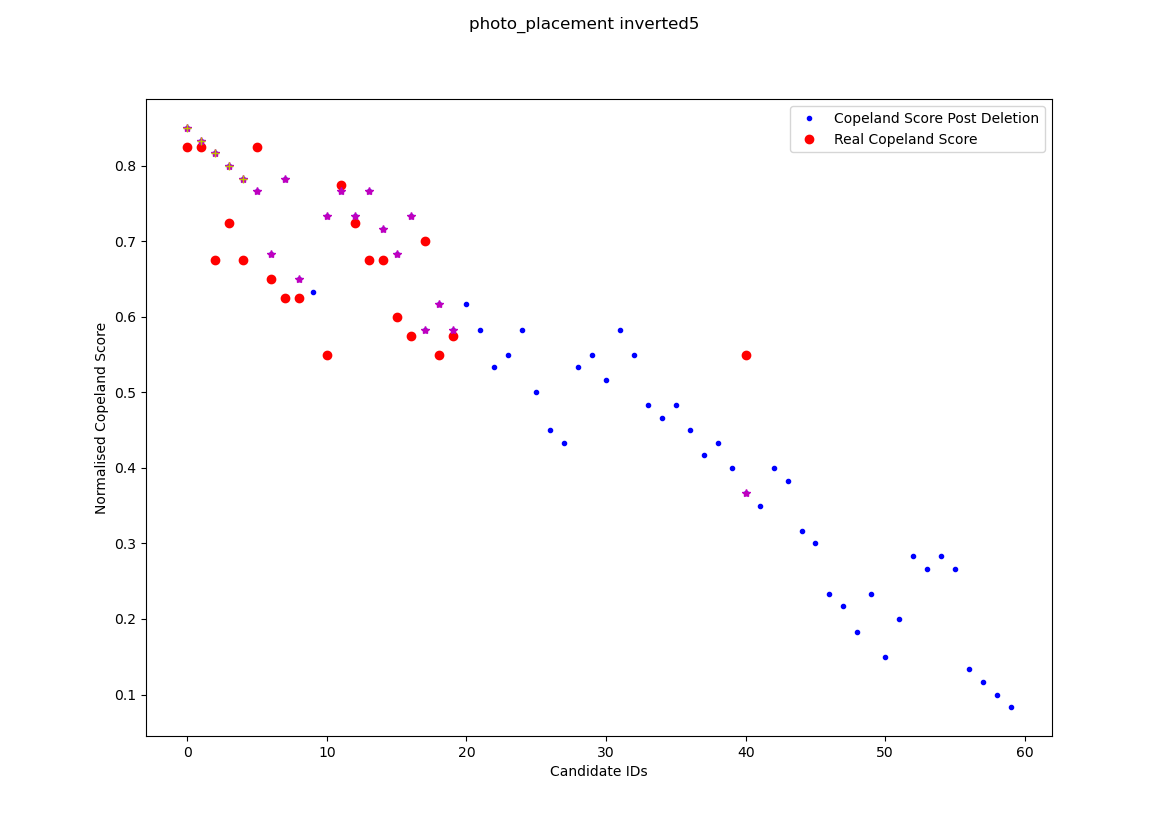 photo_placement inverted5
Copeland Score Post Deletion
Real Copeland Score
Normalised Copeland Score
0.8
0.7
0.6
0.5
0.4
0.3
0.2
0.1
0 10 20 30 40 50 60
Candidate IDs